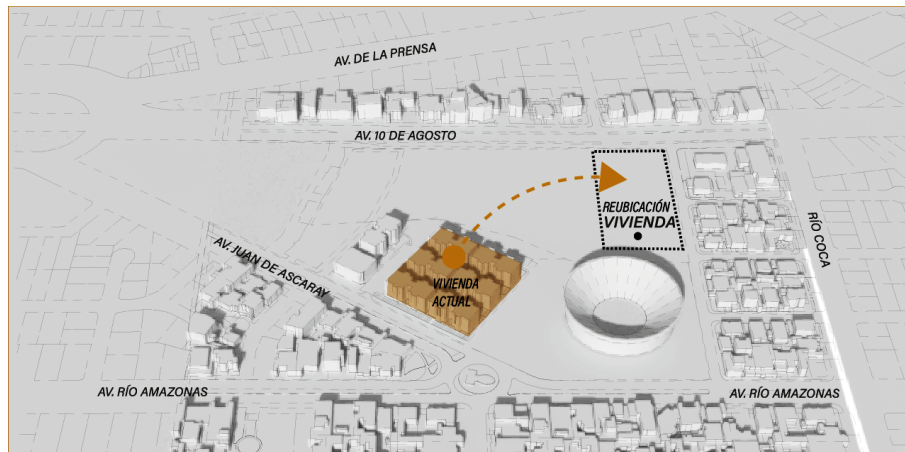 AV. DE LA PRENSA
AV. 10 DE AGOSTO
REUBICACIÓN
VIVIENDA
RÍO COCA
AV. JUAN DE ASCARAY
VIVIENDA
ACTUAL
AV. RÍO AMAZONAS
AV. RÍO AMAZONAS